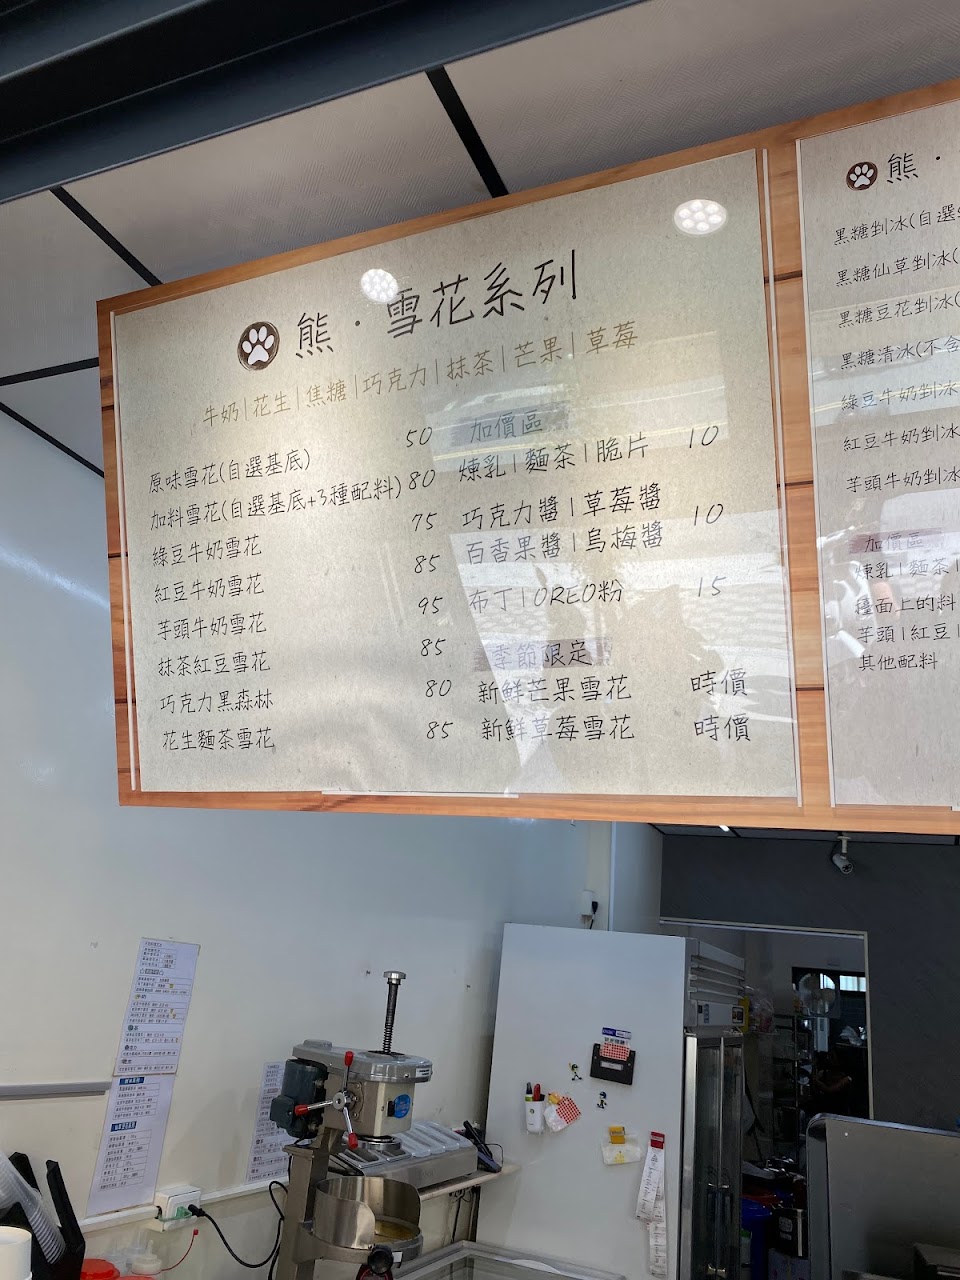 熊·雪花系列
牛奶|花生|焦糖|巧克力|抹茶|芒果|草莓
原味雪花(自選基底) 50
加料雪花(自選基底+3種配料) 80
綠豆牛奶雪花 75
紅豆牛奶雪花 85
芋頭牛奶雪花 95
抹茶紅豆雪花 85
巧克力黑森林 80
花生麵茶雪花 85
加價區
煉乳|麵茶|脆片 10
巧克力醬|草莓醬
百香果醬|烏梅醬 10
布丁|OREO粉 15
季節限定
新鮮芒果雪花 時價
新鮮草莓雪花 時價
熊·
黑糖剉冰(自選
黑糖仙草剉冰(
黑糖豆花剉冰(
黑糖清冰(不含
綠豆牛奶剉冰
紅豆牛奶剉冰
芋頭牛奶剉冰
加價區
煉乳|麵茶|
檯面上的料
芋頭|紅豆|
其他配料